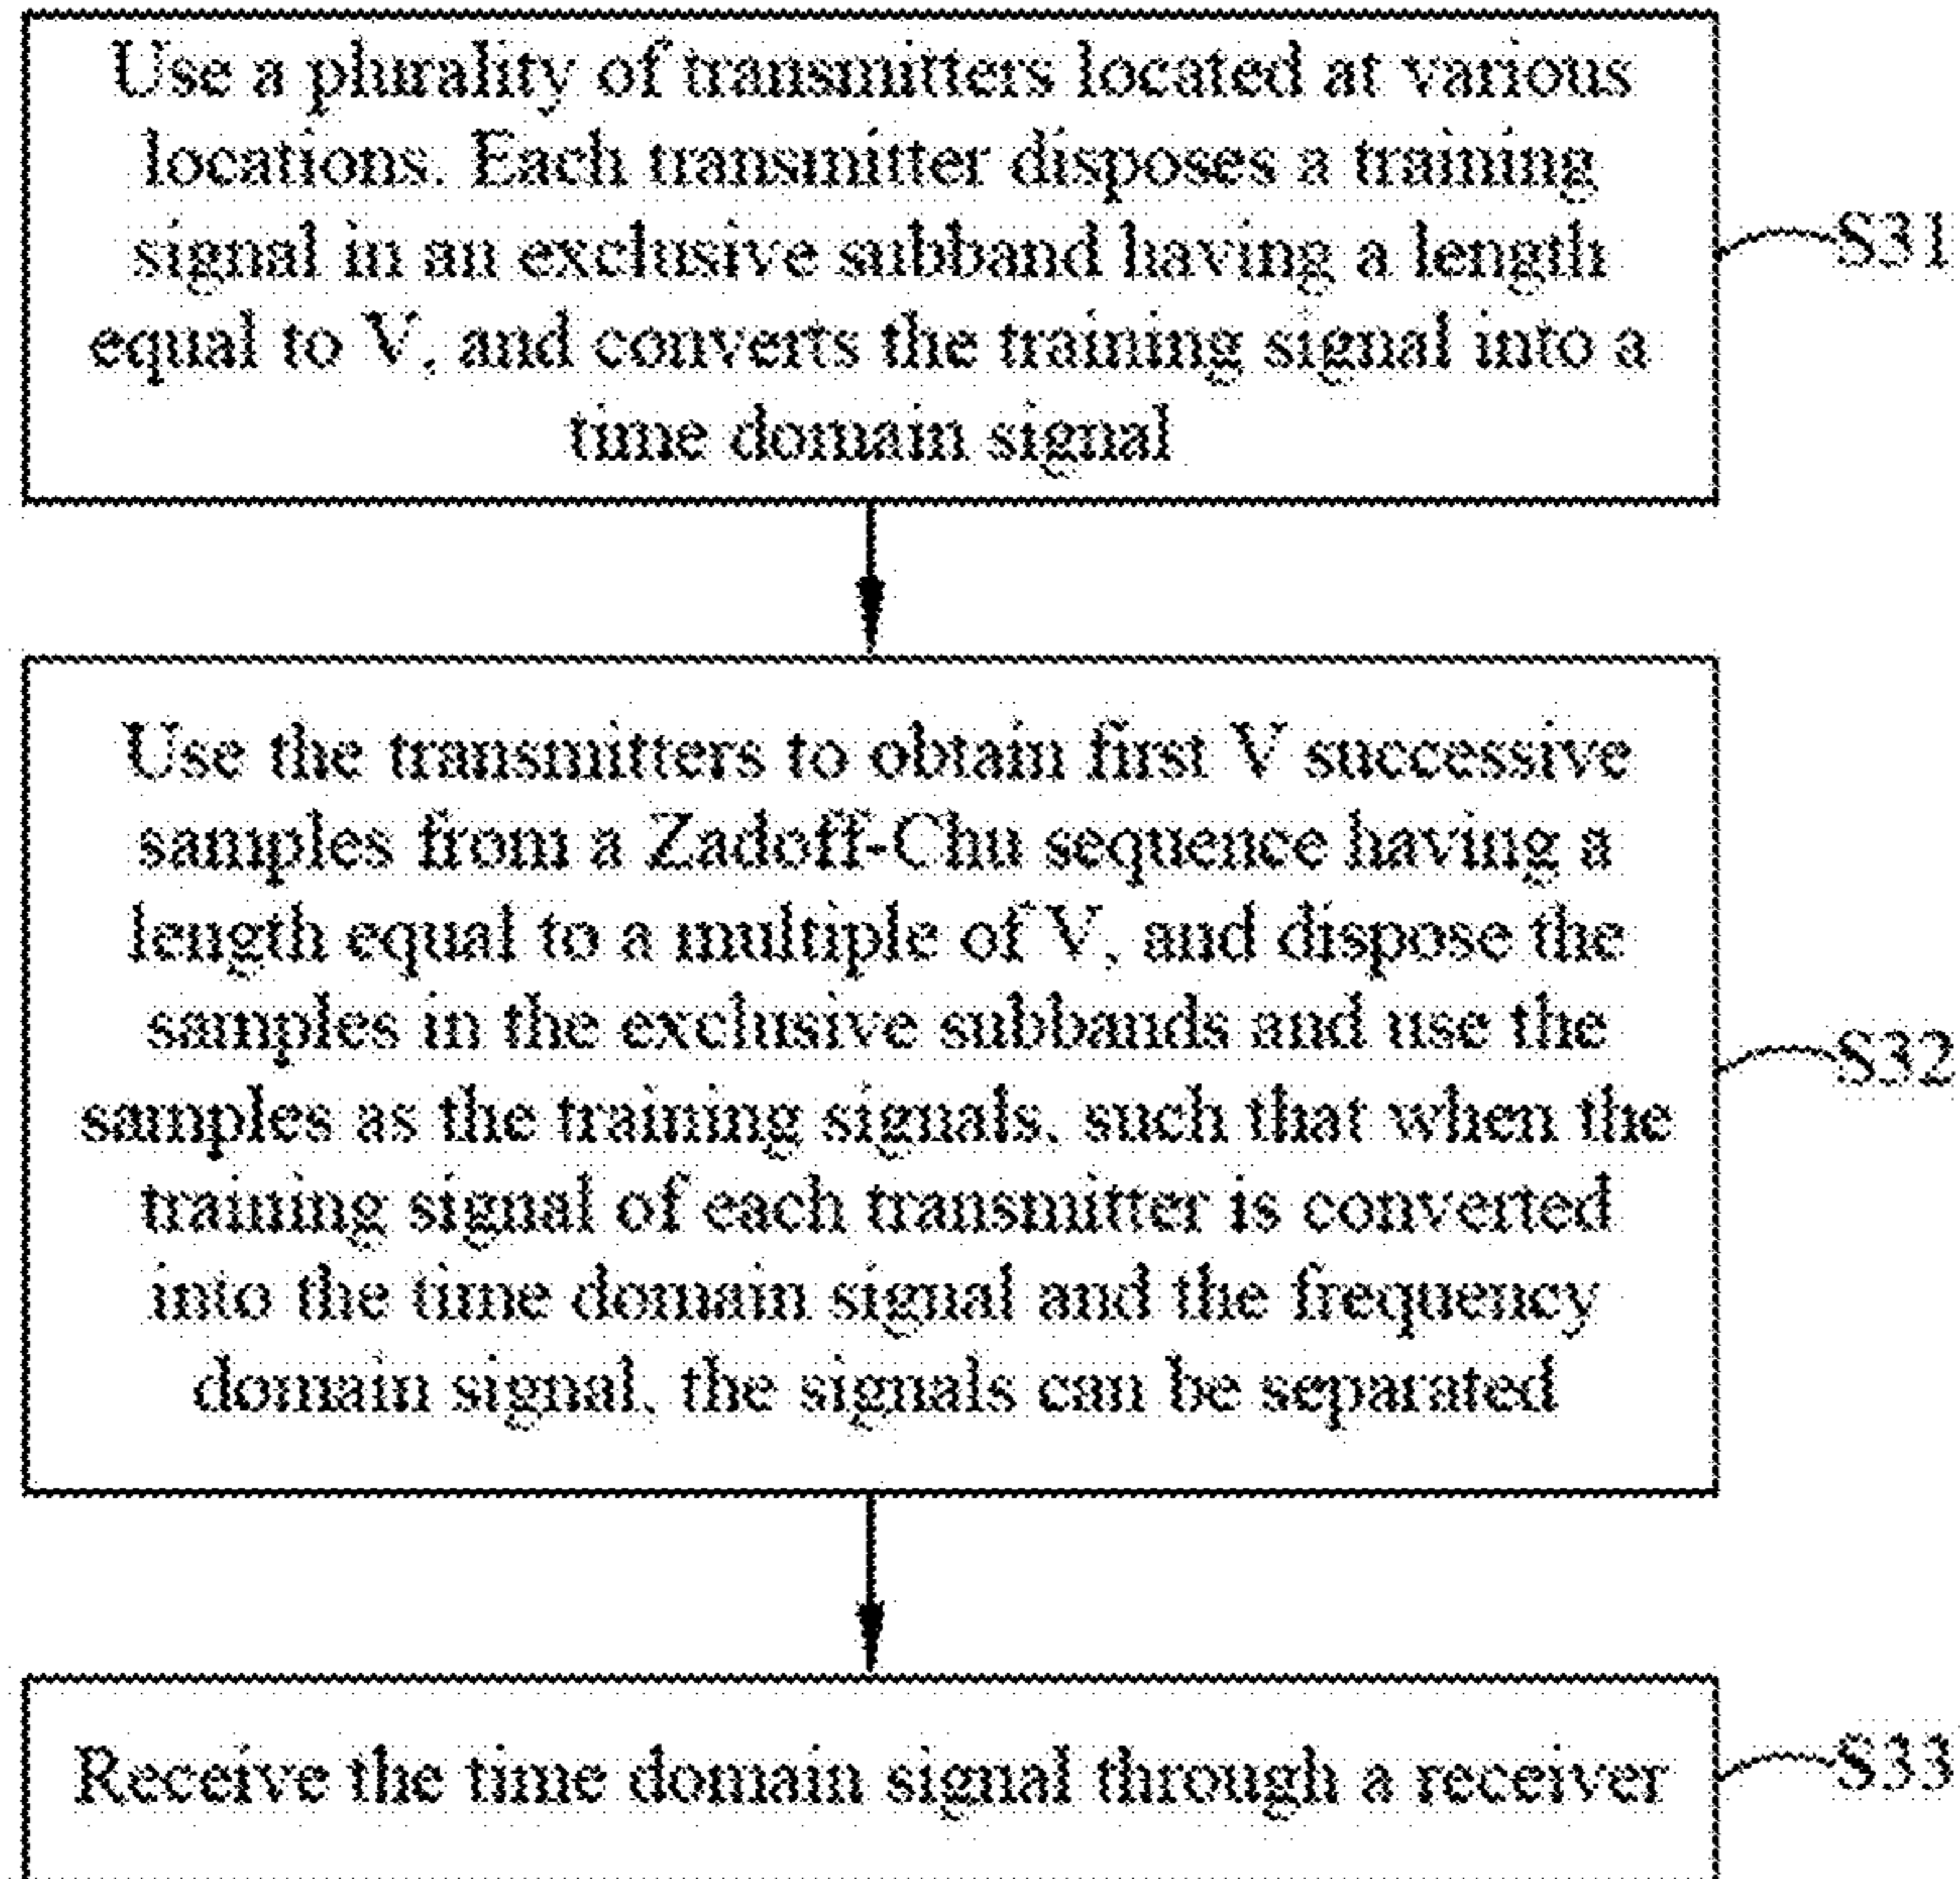 Use a plurality of transmitters located at various
locations. Each transmitter disposes a training
signal in an exclusive subband having a length
equal to V, and converts the training signal into a
time domain signal
S31
Use the transmitters to obtain first V successive
samples from a Zadoff-Chu sequence having a
length equal to a multiple of V, and dispose the
samples in the exclusive subbands and use the
samples as the training signals, such that when the
training signal of each transmitter is converted
into the time domain signal and the frequency
domain signal, the signals can be separated
S32
Receive the time domain signal through a receiver
S33